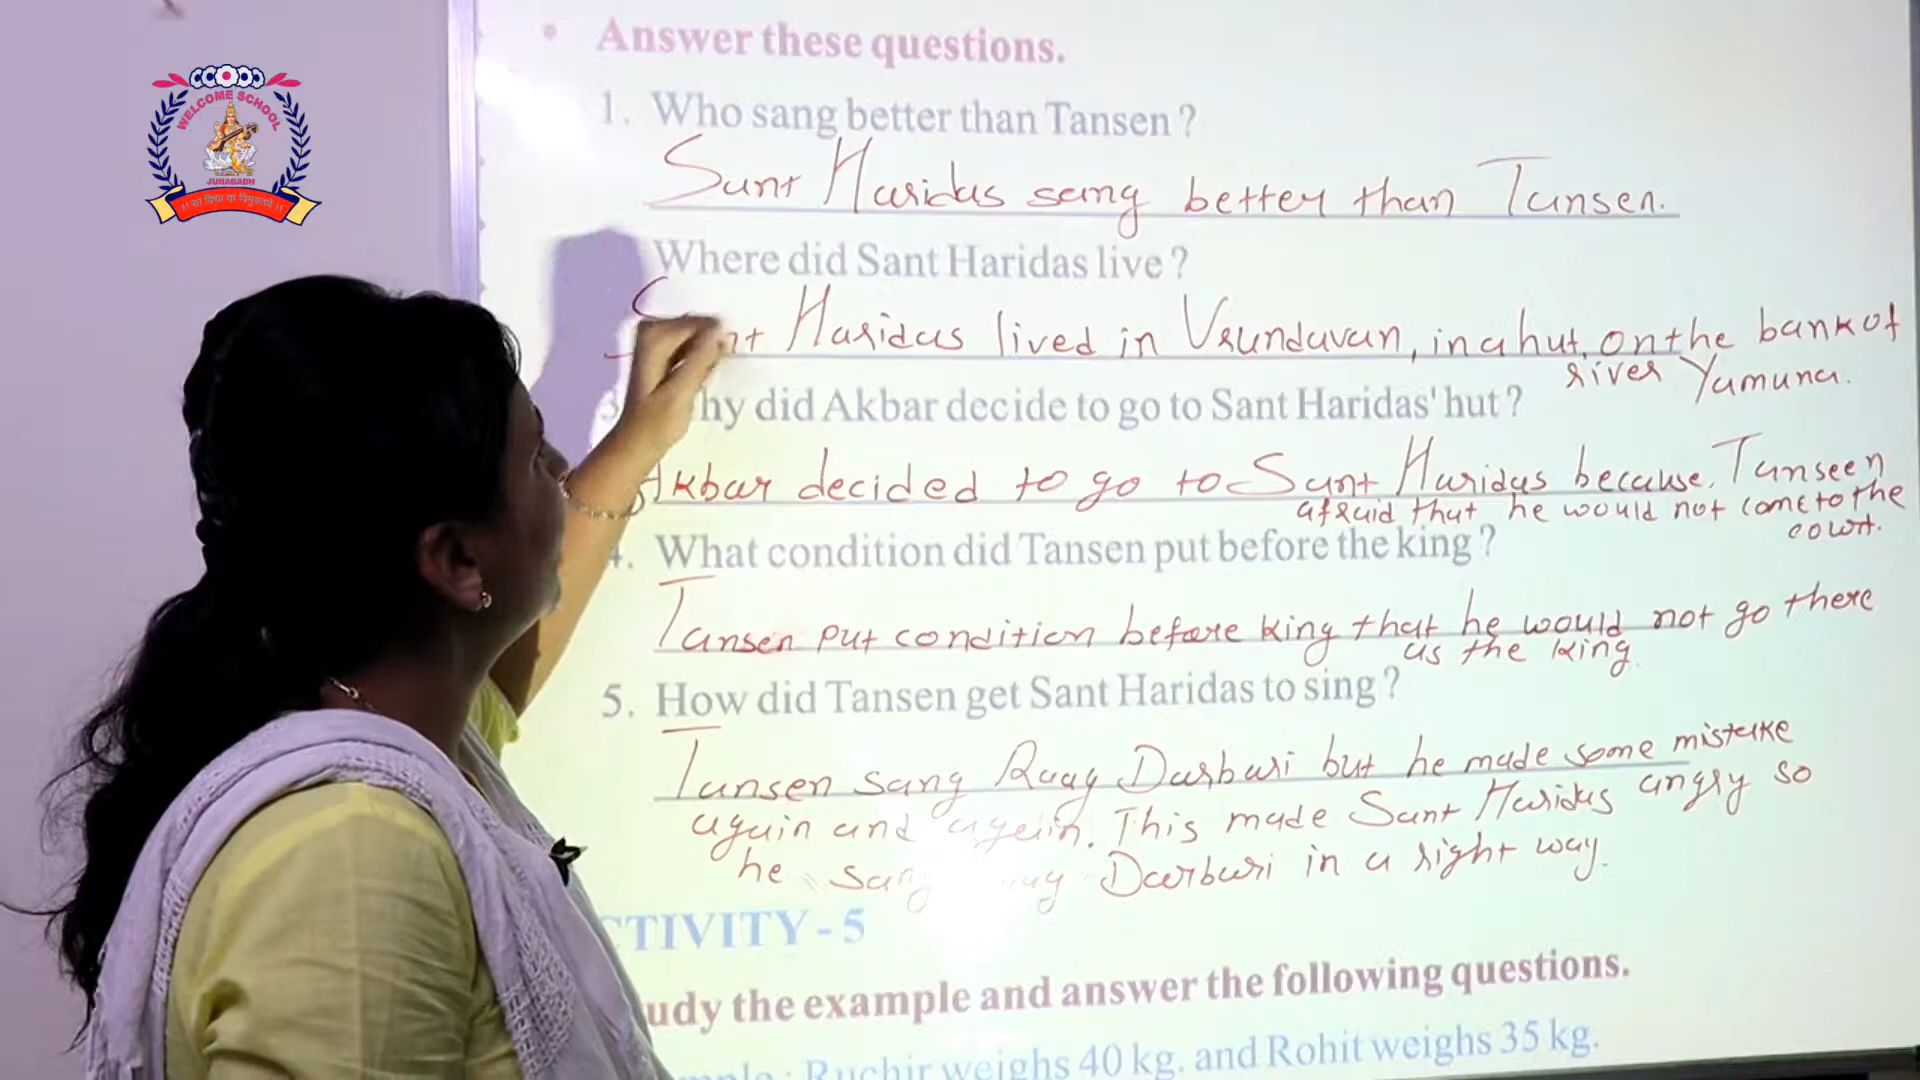 WELCOME SCHOOL
JUNAGADH
।। सा विद्या या विमुक्तये ।।
• Answer these questions.
1. Who sang better than Tansen ?
Sant Haridas sang better than Tansen.
Where did Sant Haridas live ?
Haridas lived in Vrundavan, in a hut, on the bank of
river Yamuna.
hy did Akbar decide to go to Sant Haridas' hut ?
Akbar decided to go to Sant Haridas because, Tanseen
afraid that he would not come to the
court.
4. What condition did Tansen put before the king ?
Tansen put condition before king that he would not go there
as the king.
5. How did Tansen get Sant Haridas to sing ?
Tansen sang Raag Darbari but he made some mistake
again and again. This made Sant Haridas angry so
he sang Darbari in a right way.
CTIVITY - 5
udy the example and answer the following questions.
mple : Ruchir weighs 40 kg. and Rohit weighs 35 kg.